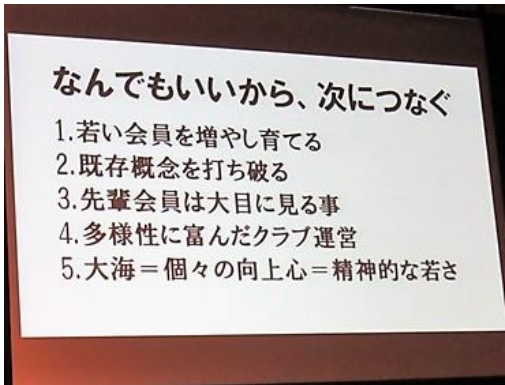 なんでもいいから、次につなぐ
1.若い会員を増やし育てる
2.既存概念を打ち破る
3.先輩会員は大目に見る事
4.多様性に富んだクラブ運営
5.大海＝個々の向上心＝精神的な若さ